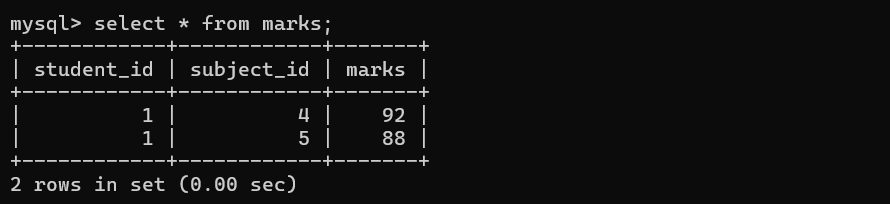 mysql> select * from marks;
+------------+------------+-------+
| student_id | subject_id | marks |
+------------+------------+-------+
|          1 |          4 |    92 |
|          1 |          5 |    88 |
+------------+------------+-------+
2 rows in set (0.00 sec)